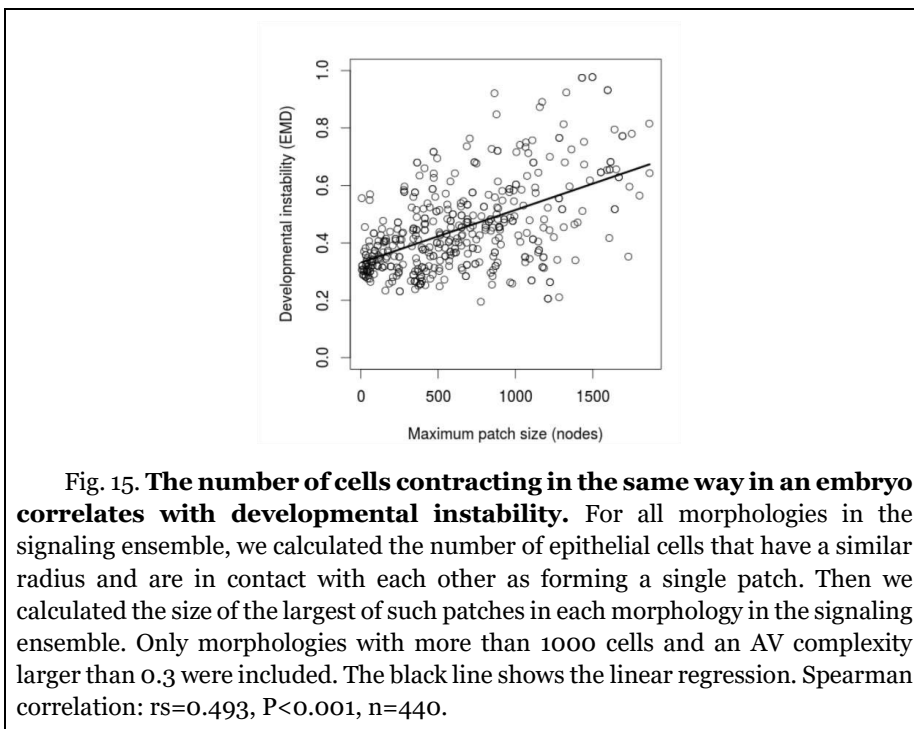 1.0
0.8
0.6
0.4
0.2
0.0
Developmental instability (EMD)
0 500 1000 1500
Maximum patch size (nodes)
Fig. 15. The number of cells contracting in the same way in an embryo
correlates with developmental instability. For all morphologies in the
signaling ensemble, we calculated the number of epithelial cells that have a similar
radius and are in contact with each other as forming a single patch. Then we
calculated the size of the largest of such patches in each morphology in the signaling
ensemble. Only morphologies with more than 1000 cells and an AV complexity
larger than 0.3 were included. The black line shows the linear regression. Spearman
correlation: rs=0.493, P<0.001, n=440.